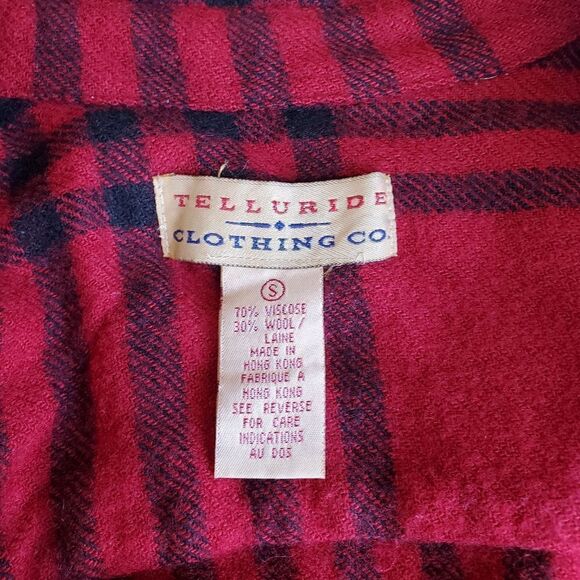 TELLURIDE
CLOTHING CO.
S
70% VISCOSE
30% WOOL/
LAINE
MADE IN
HONG KONG
FABRIQUE A
HONG KONG
SEE REVERSE
FOR CARE
INDICATIONS
AU DOS